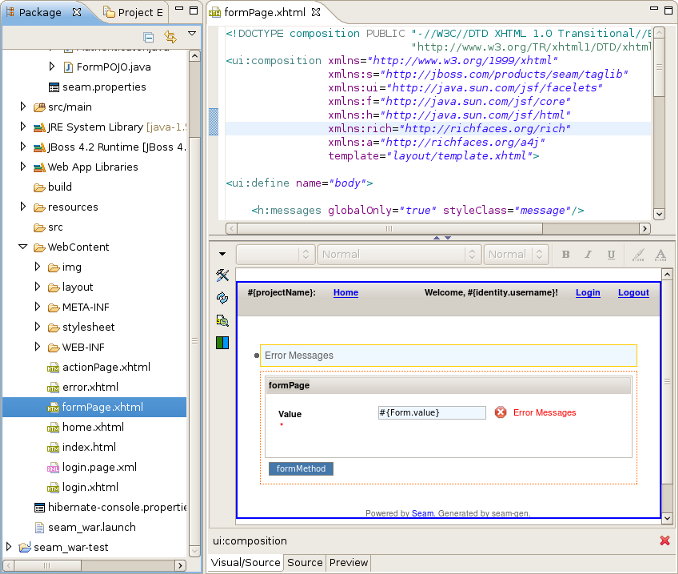 Package
Project E
FormPOJO.java
seam.properties
src/main
JRE System Library [java-1.5
JBoss 4.2 Runtime [JBoss 4.
Web App Libraries
build
resources
src
WebContent
img
layout
META-INF
stylesheet
WEB-INF
actionPage.xhtml
error.xhtml
formPage.xhtml
home.xhtml
index.html
login.page.xml
login.xhtml
hibernate-console.properties
seam_war.launch
seam_war-test
formPage.xhtml
<!DOCTYPE composition PUBLIC "-//W3C//DTD XHTML 1.0 Transitional//E
"http://www.w3.org/TR/xhtml1/DTD/xhtml
<ui:composition xmlns="http://www.w3.org/1999/xhtml"
xmlns:s="http://jboss.com/products/seam/taglib"
xmlns:ui="http://java.sun.com/jsf/facelets"
xmlns:f="http://java.sun.com/jsf/core"
xmlns:h="http://java.sun.com/jsf/html"
xmlns:rich="http://richfaces.org/rich"
xmlns:a="http://richfaces.org/a4j"
template="layout/template.xhtml">
<ui:define name="body">
<h:messages globalOnly="true" styleClass="message"/>
Normal Normal B I U A
#{projectName}: Home Welcome, #{identity.username}! Login Logout
Error Messages
formPage
Value #{Form.value} Error Messages
*
formMethod
Powered by Seam. Generated by seam-gen.
ui:composition
Visual/Source Source Preview